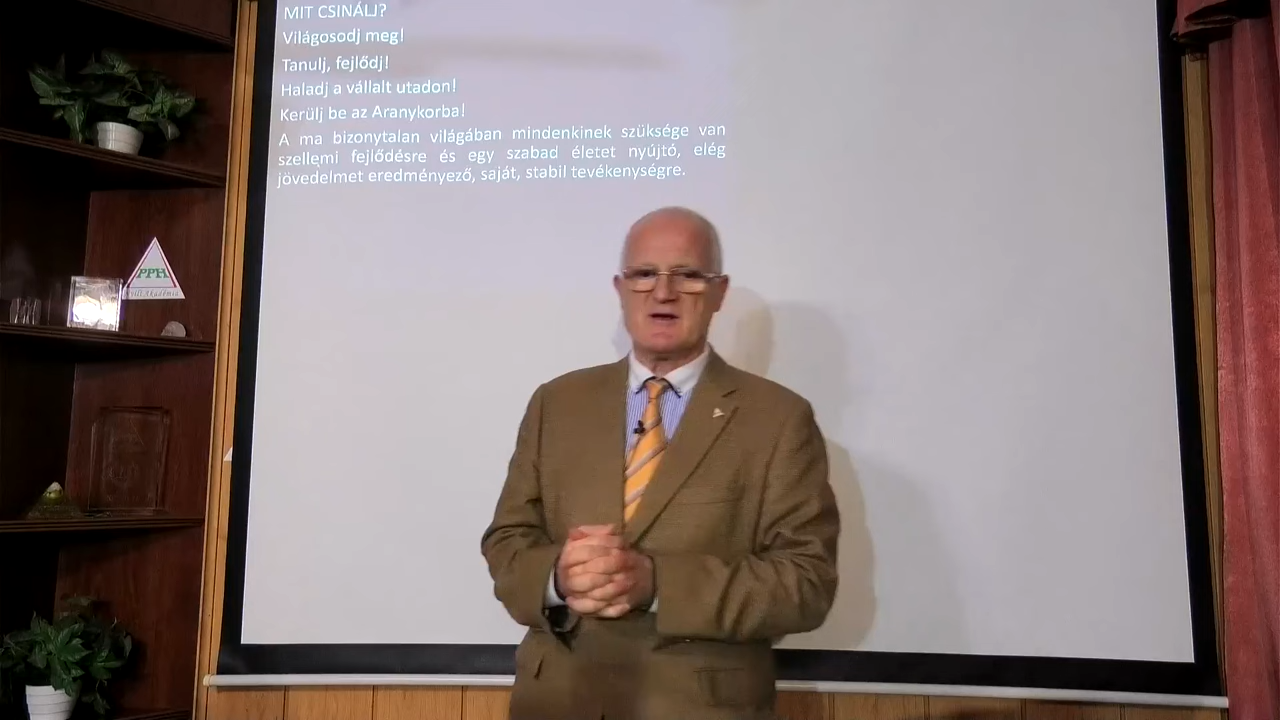 MIT CSINÁLJ?
Világosodj meg!
Tanulj, fejlődj!
Haladj a vállalt utadon!
Kerülj be az Aranykorba!
A ma bizonytalan világában mindenkinek szüksége van
szellemi fejlődésre és egy szabad életet nyújtó, elég
jövedelmet eredményező, saját, stabil tevékenységre.
PPH
Akadémia